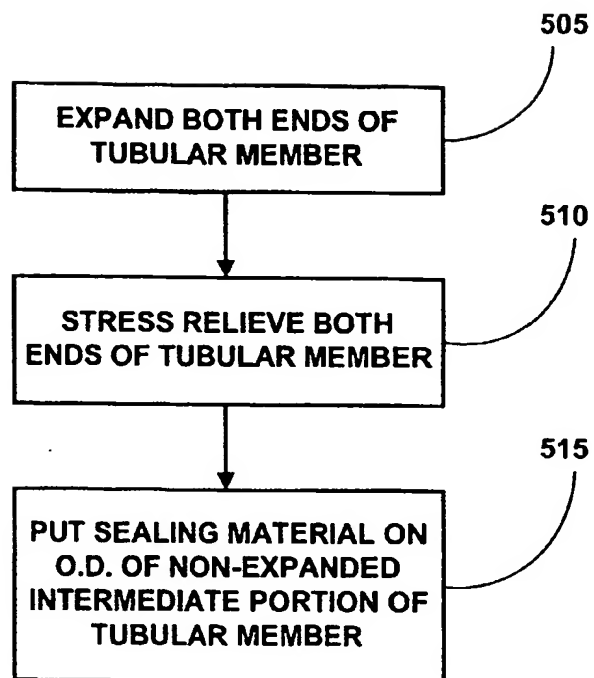 505
EXPAND BOTH ENDS OF
TUBULAR MEMBER
510
STRESS RELIEVE BOTH
ENDS OF TUBULAR MEMBER
515
PUT SEALING MATERIAL ON
O.D. OF NON-EXPANDED
INTERMEDIATE PORTION OF
TUBULAR MEMBER